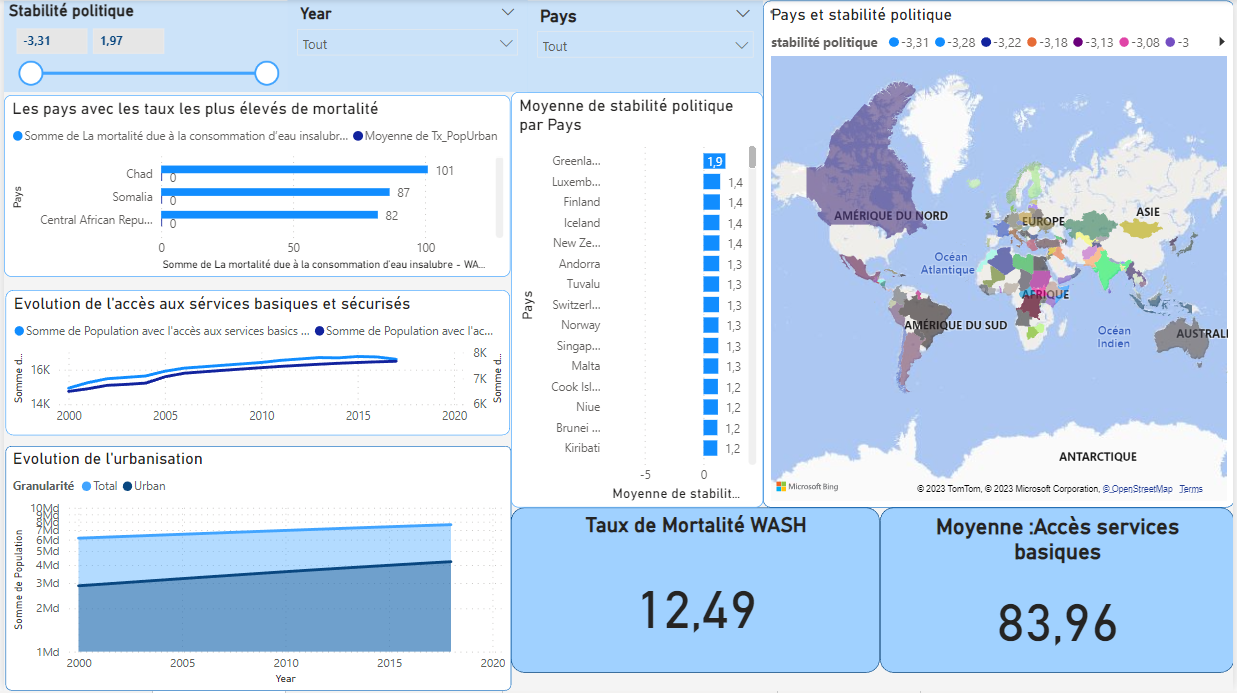 Stabilité politique
-3,31
1,97
Year
Tout
Pays
Tout
Pays et stabilité politique
stabilité politique -3,31 -3,28 -3,22 -3,18 -3,13 -3,08 -3
AMÉRIQUE DU NORD
EUROPE
ASIE
Océan
Atlantique
AFRIQUE
AMÉRIQUE DU SUD
Océan
Indien
AUSTRALI
ANTARCTIQUE
Microsoft Bing
© 2023 TomTom, © 2023 Microsoft Corporation, © OpenStreetMap Terms
Les pays avec les taux les plus élevés de mortalité
Somme de La mortalité due à la consommation d'eau insalubr... Moyenne de Tx_PopUrban
Pays
Chad 101
0
Somalia 87
0
Central African Repu... 82
0
0 50 100
Somme de La mortalité due à la consommation d'eau insalubre - WA...
Evolution de l'accès aux sérvices basiques et sécurisés
Somme de Population avec l'accès aux services basics ... Somme de Population avec l'ac...
Somme d...
16K
14K
8K
7K
6K
Somme d...
2000 2005 2010 2015 2020
Evolution de l'urbanisation
Granularité Total Urban
Somme de Population
10Md
9Md
8Md
7Md
6Md
5Md
4Md
3Md
2Md
1Md
2000 2005 2010 2015 2020
Year
Moyenne de stabilité politique
par Pays
Pays
Greenla... 1,9
Luxemb... 1,4
Finland 1,4
Iceland 1,4
New Ze... 1,4
Andorra 1,3
Tuvalu 1,3
Switzerl... 1,3
Norway 1,3
Singap... 1,3
Malta 1,3
Cook Isl... 1,2
Niue 1,2
Brunei ... 1,2
Kiribati 1,2
-5 0
Moyenne de stabilit...
Taux de Mortalité WASH
12,49
Moyenne :Accès services
basiques
83,96